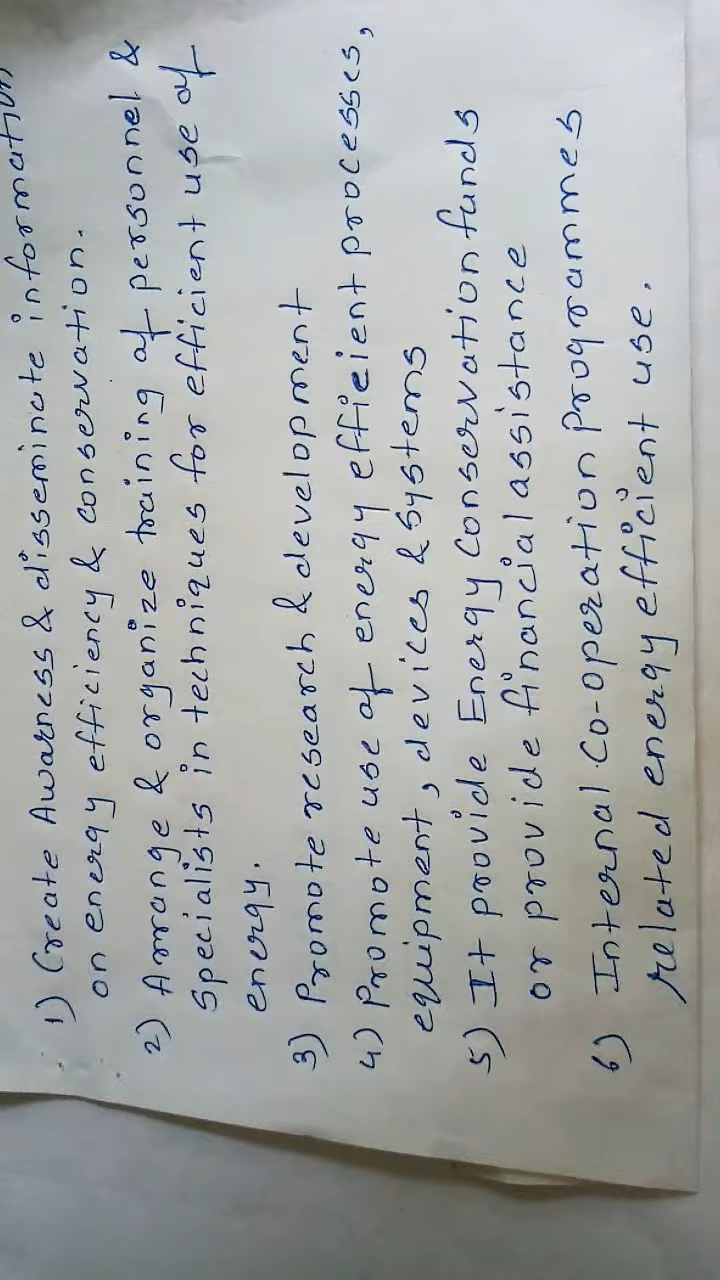 1) Create Awarness & disseminate information
on energy efficiency & conservation.
2) Arrange & organize training of personnel &
Specialists in techniques for efficient use of
energy.
3) Promote research & development
4) Promote use of energy efficient processes,
equipment, devices & Systems
5) It provide Energy Conservation funds
or provide financial assistance
6) Internal Co-operation programmes
related energy efficient use.